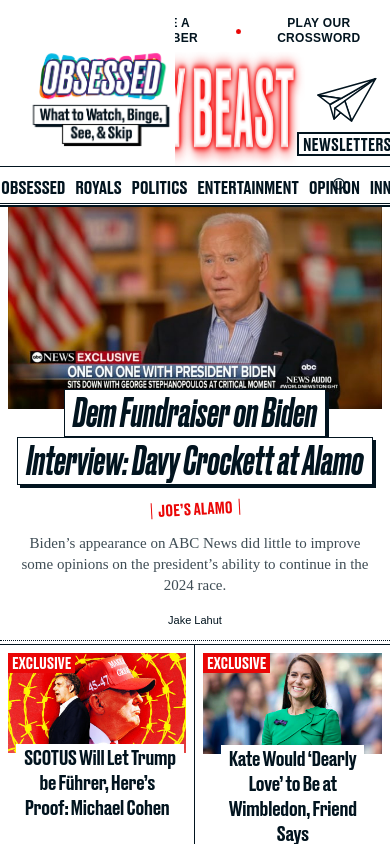 E A
BER
PLAY OUR
CROSSWORD
OBSESSED
What to Watch, Binge,
See, & Skip
Y BEAST
NEWSLETTERS
OBSESSED ROYALS POLITICS ENTERTAINMENT OPINION INN
abc NEWS EXCLUSIVE
ONE ON ONE WITH PRESIDENT BIDEN
SITS DOWN WITH GEORGE STEPHANOPOULOS AT CRITICAL MOMENT
abc
NEWS AUDIO
#WORLDNEWSTONIGHT
Dem Fundraiser on Biden
Interview: Davy Crockett at Alamo
JOE'S ALAMO
Biden’s appearance on ABC News did little to improve
some opinions on the president’s ability to continue in the
2024 race.
Jake Lahut
EXCLUSIVE
MAKE
45-47
SCOTUS Will Let Trump
be Führer, Here’s
Proof: Michael Cohen
EXCLUSIVE
Kate Would ‘Dearly
Love’ to Be at
Wimbledon, Friend
Says